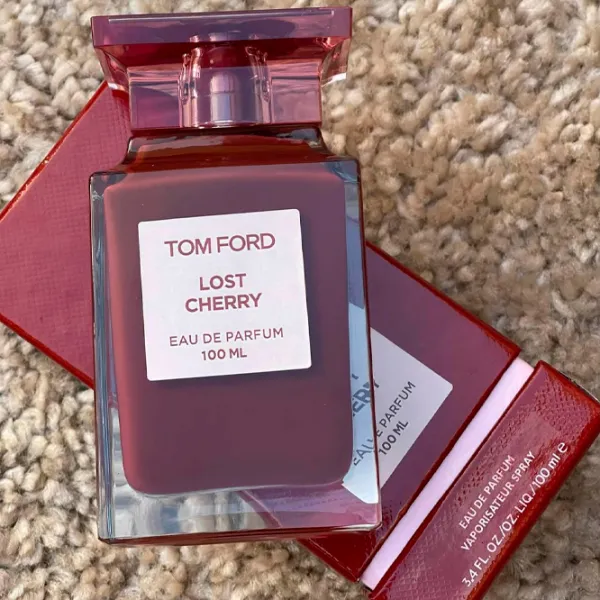 TOM FORD
LOST
CHERRY
EAU DE PARFUM
100 ML
EAU DE PARFUM
100 ML
EAU DE PARFUM
VAPORISATEUR SPRAY
3,4 FL. OZ./OZ. LIQ/100 ml e